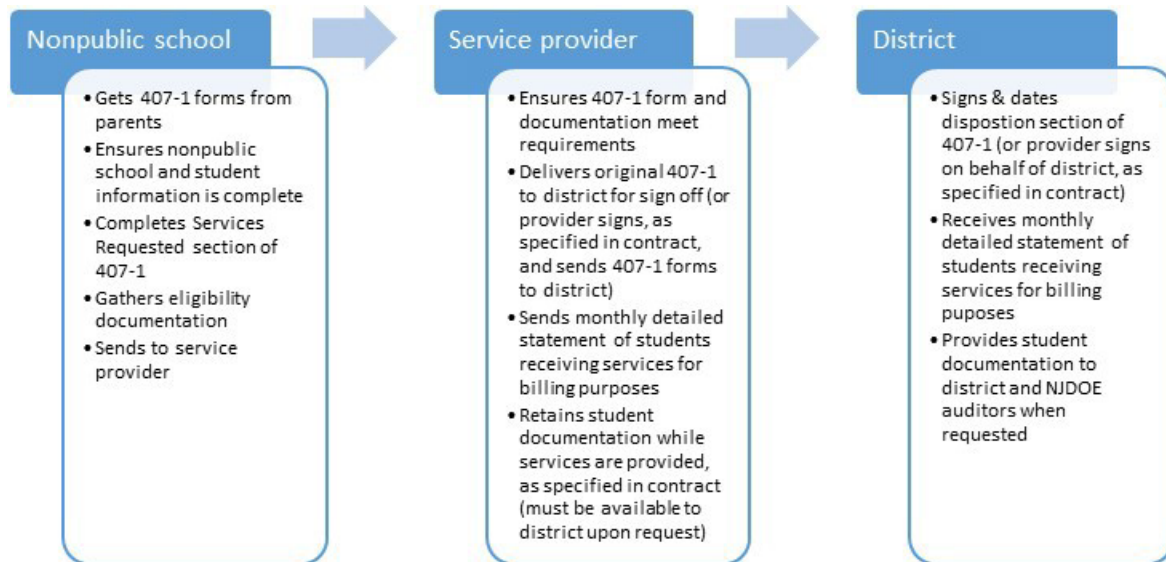 Nonpublic school
• Gets 407-1 forms from
parents
• Ensures nonpublic
school and student
information is complete
• Completes Services
Requested section of
407-1
• Gathers eligibility
documentation
• Sends to service
provider
Service provider
• Ensures 407-1 form and
documentation meet
requirements
• Delivers original 407-1
to district for sign off (or
provider signs, as
specified in contract,
and sends 407-1 forms
to district)
• Sends monthly detailed
statement of students
receiving services for
billing purposes
• Retains student
documentation while
services are provided,
as specified in contract
(must be available to
district upon request)
District
• Signs & dates
dispostion section of
407-1 (or provider signs
on behalf of district, as
specified in contract)
• Receives monthly
detailed statement of
students receiving
services for billing
puposes
• Provides student
documentation to
district and NJDOE
auditors when
requested